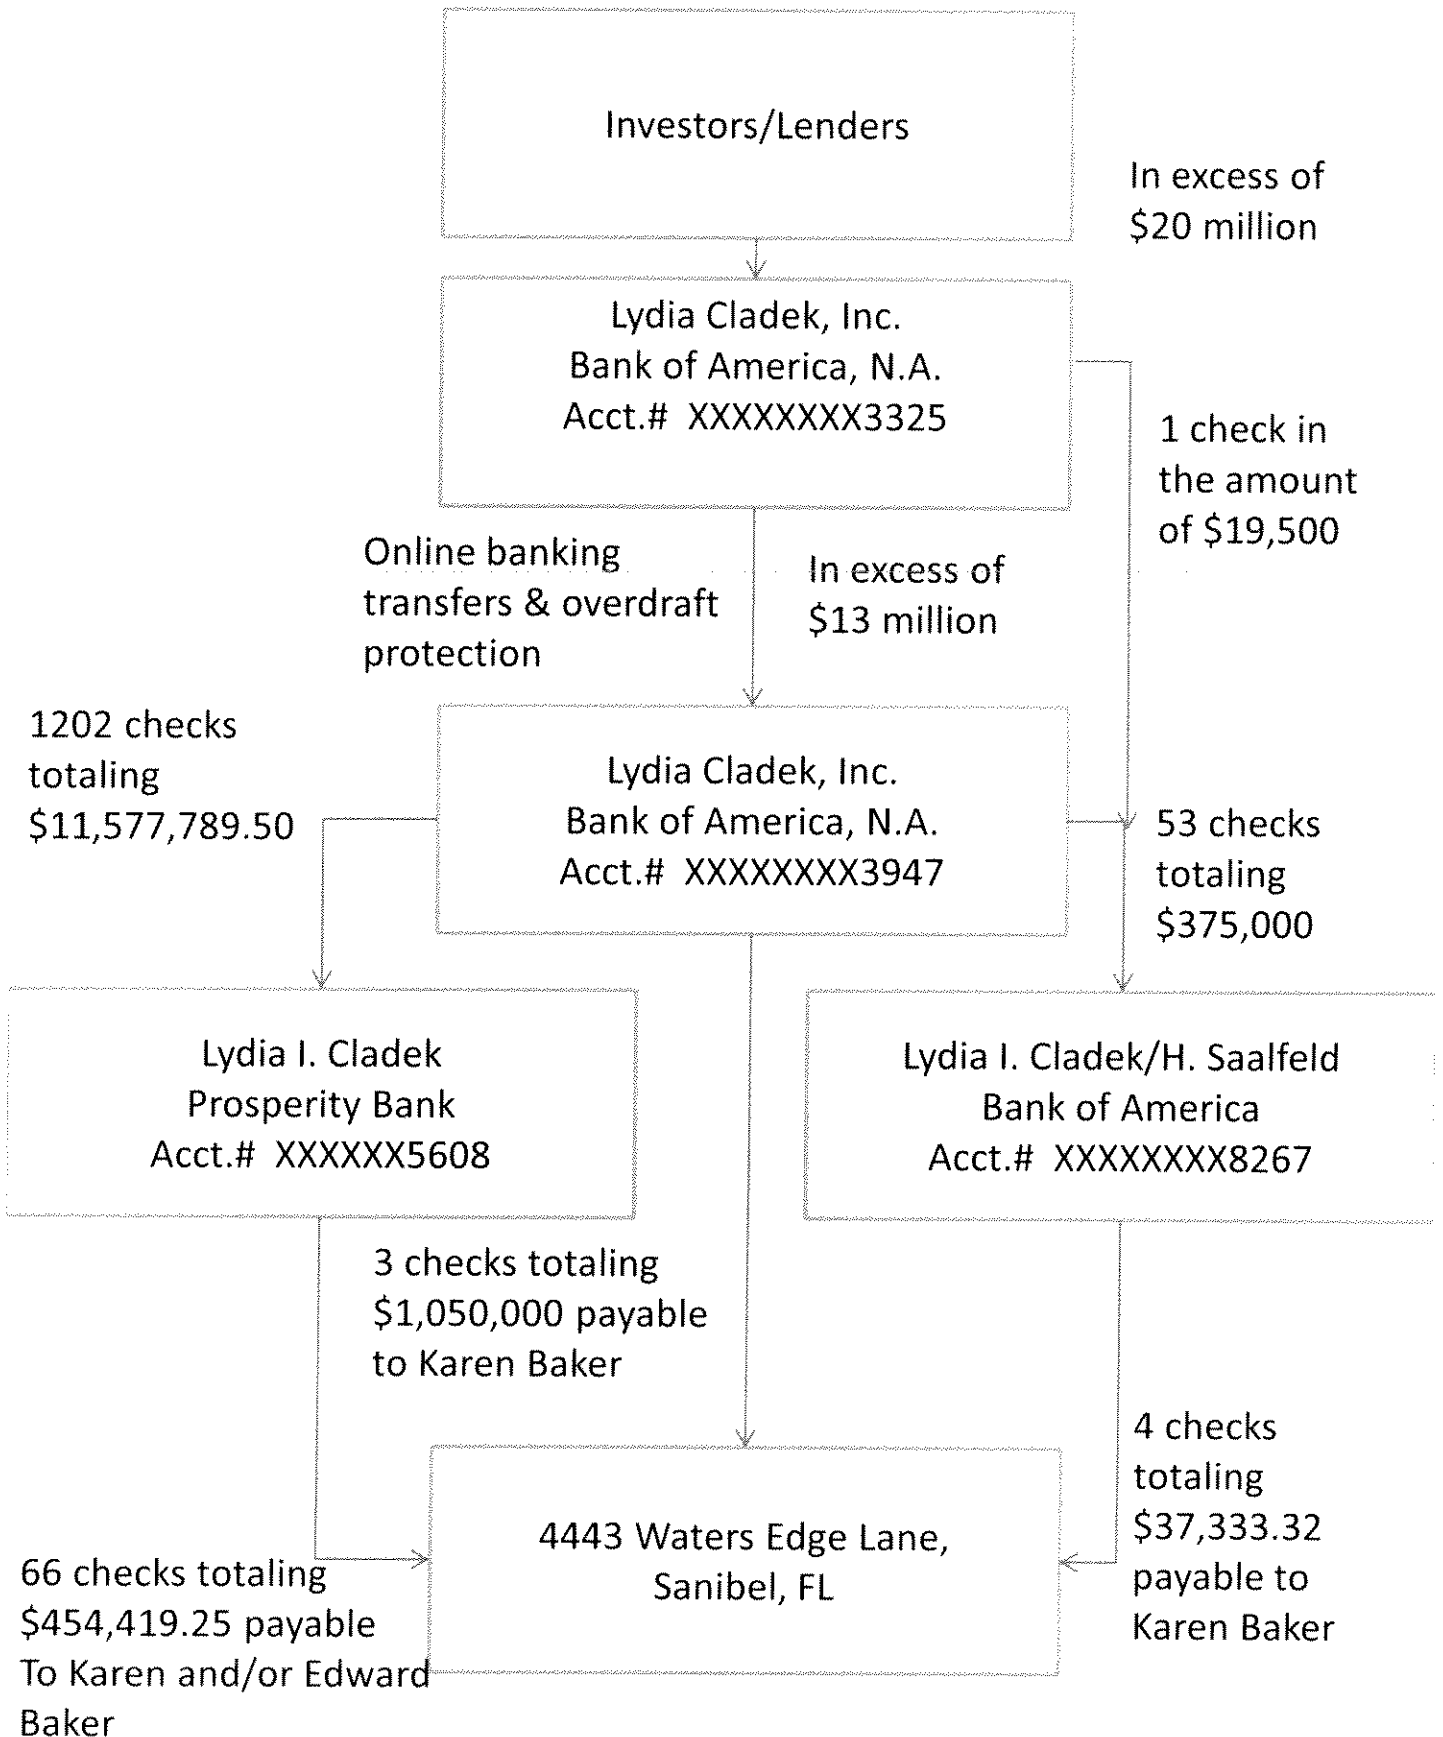 Investors/Lenders
In excess of
$20 million
Lydia Cladek, Inc.
Bank of America, N.A.
Acct.# XXXXXXXX3325
1 check in
the amount
of $19,500
Online banking
transfers & overdraft
protection
In excess of
$13 million
1202 checks
totaling
$11,577,789.50
Lydia Cladek, Inc.
Bank of America, N.A.
Acct.# XXXXXXXX3947
53 checks
totaling
$375,000
Lydia I. Cladek
Prosperity Bank
Acct.# XXXXXX5608
Lydia I. Cladek/H. Saalfeld
Bank of America
Acct.# XXXXXXXX8267
3 checks totaling
$1,050,000 payable
to Karen Baker
4 checks
totaling
$37,333.32
payable to
Karen Baker
4443 Waters Edge Lane,
Sanibel, FL
66 checks totaling
$454,419.25 payable
To Karen and/or Edward
Baker